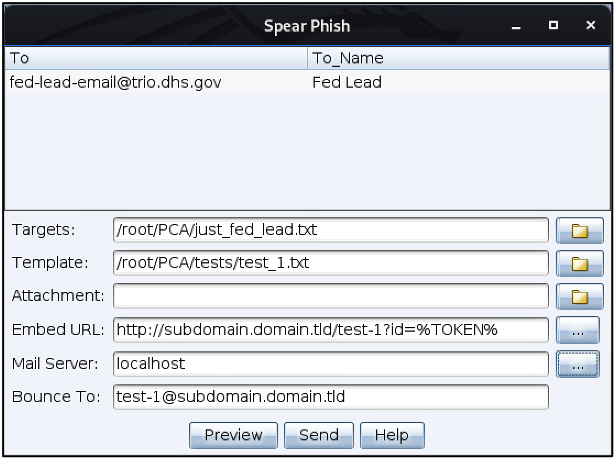 Spear Phish
To To_Name
fed-lead-email@trio.dhs.gov Fed Lead
Targets: /root/PCA/just_fed_lead.txt
Template: /root/PCA/tests/test_1.txt
Attachment:
Embed URL: http://subdomain.domain.tld/test-1?id=%TOKEN% ...
Mail Server: localhost ...
Bounce To: test-1@subdomain.domain.tld
Preview Send Help